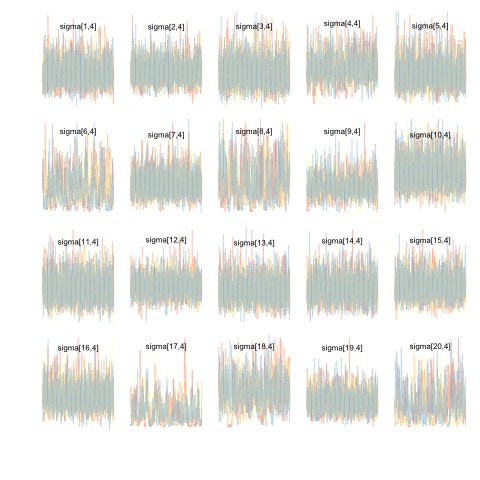 sigma[1,4] sigma[2,4] sigma[3,4] sigma[4,4] sigma[5,4]
sigma[6,4] sigma[7,4] sigma[8,4] sigma[9,4] sigma[10,4]
sigma[11,4] sigma[12,4] sigma[13,4] sigma[14,4] sigma[15,4]
sigma[16,4] sigma[17,4] sigma[18,4] sigma[19,4] sigma[20,4]